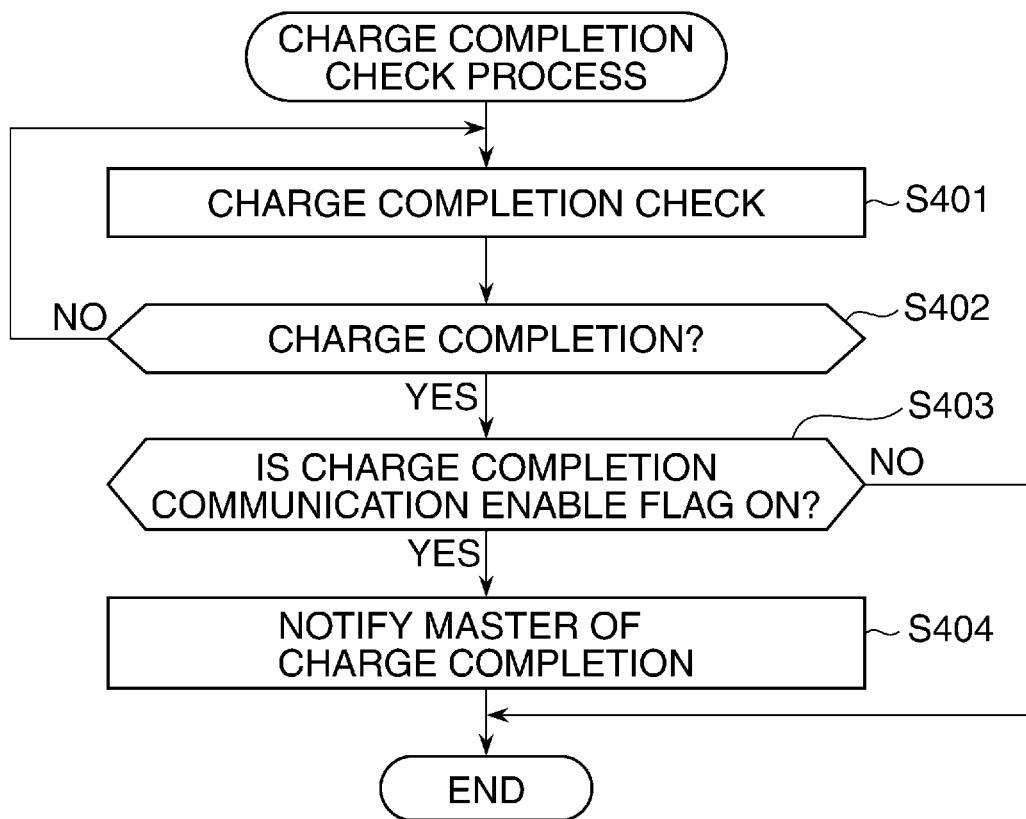 CHARGE COMPLETION
CHECK PROCESS
CHARGE COMPLETION CHECK
S401
CHARGE COMPLETION?
S402
NO
YES
S403
IS CHARGE COMPLETION
COMMUNICATION ENABLE FLAG ON?
NO
YES
NOTIFY MASTER OF
CHARGE COMPLETION
S404
END